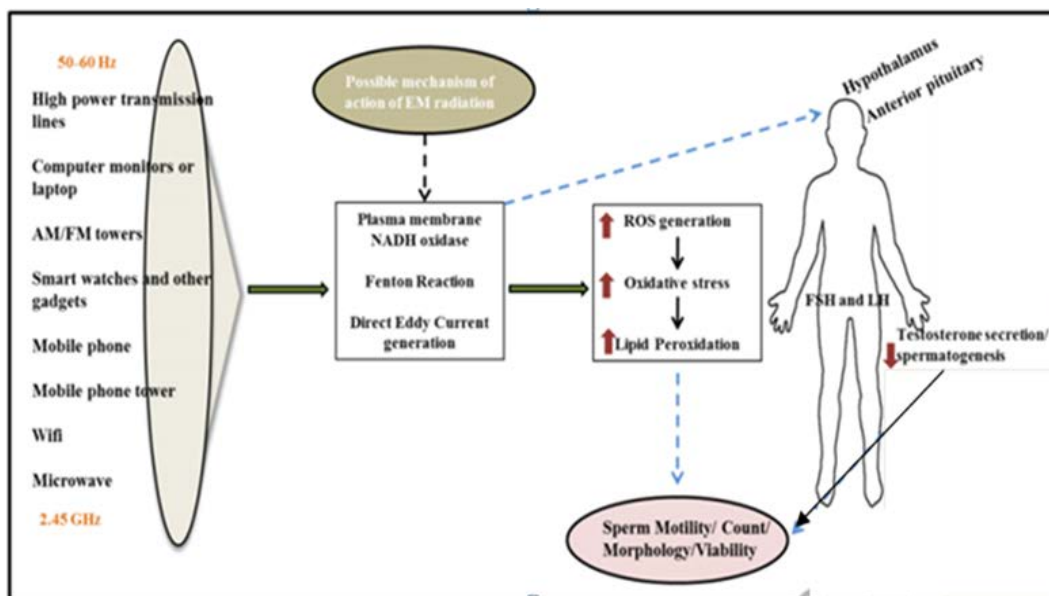 50-60 Hz
High power transmission
lines
Computer monitors or
laptop
AM/FM towers
Smart watches and other
gadgets
Mobile phone
Mobile phone tower
Wifi
Microwave
2.45 GHz
Possible mechanism of
action of EM radiation
Plasma membrane
NADH oxidase
Fenton Reaction
Direct Eddy Current
generation
ROS generation
Oxidative stress
Lipid Peroxidation
Hypothalamus
Anterior pituitary
FSH and LH
Testosterone secretion/
spermatogenesis
Sperm Motility/ Count/
Morphology/Viability